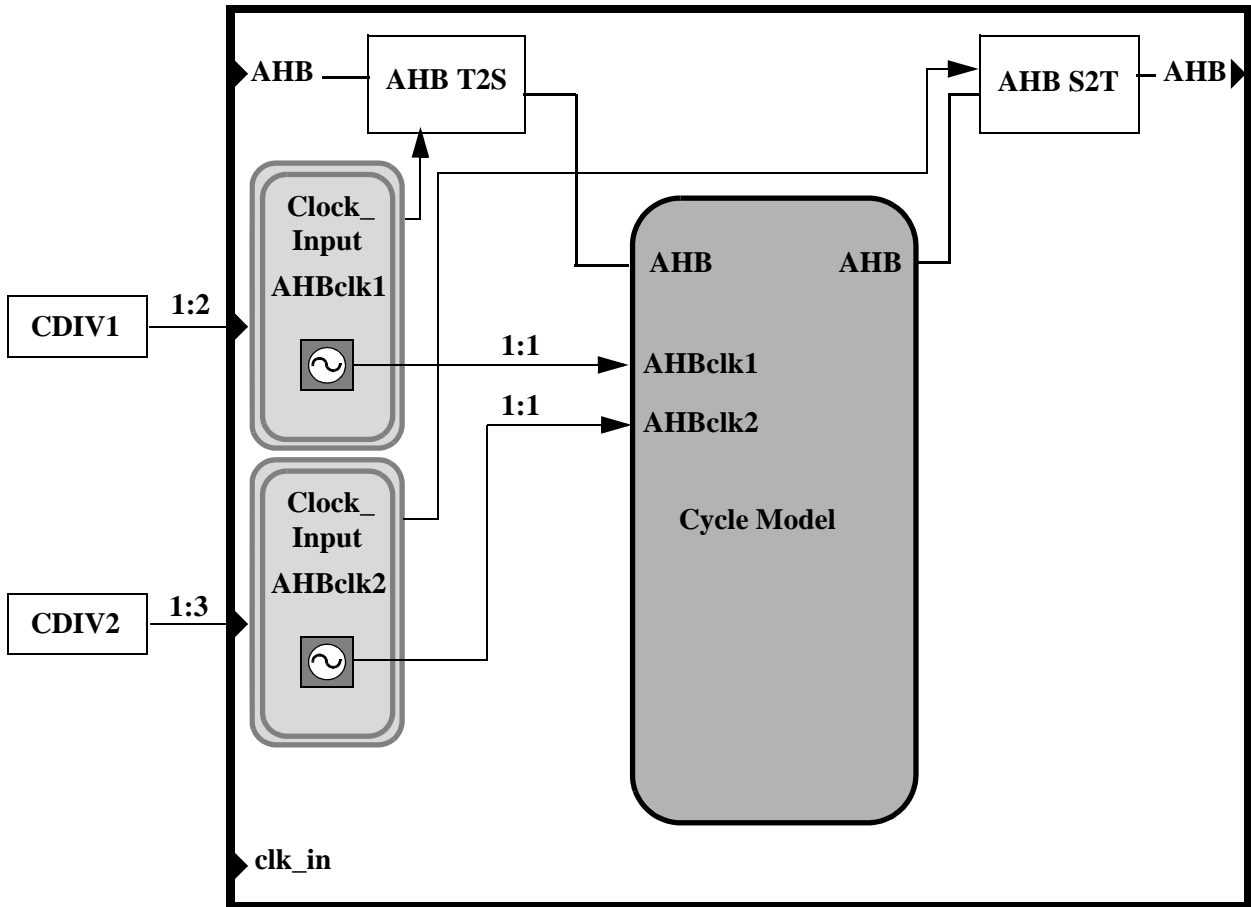 AHB
AHB T2S
AHB S2T
AHB
Clock_
Input
AHBclk1
AHB
AHB
CDIV1
1:2
1:1
AHBclk1
1:1
AHBclk2
Clock_
Input
AHBclk2
Cycle Model
CDIV2
1:3
clk_in